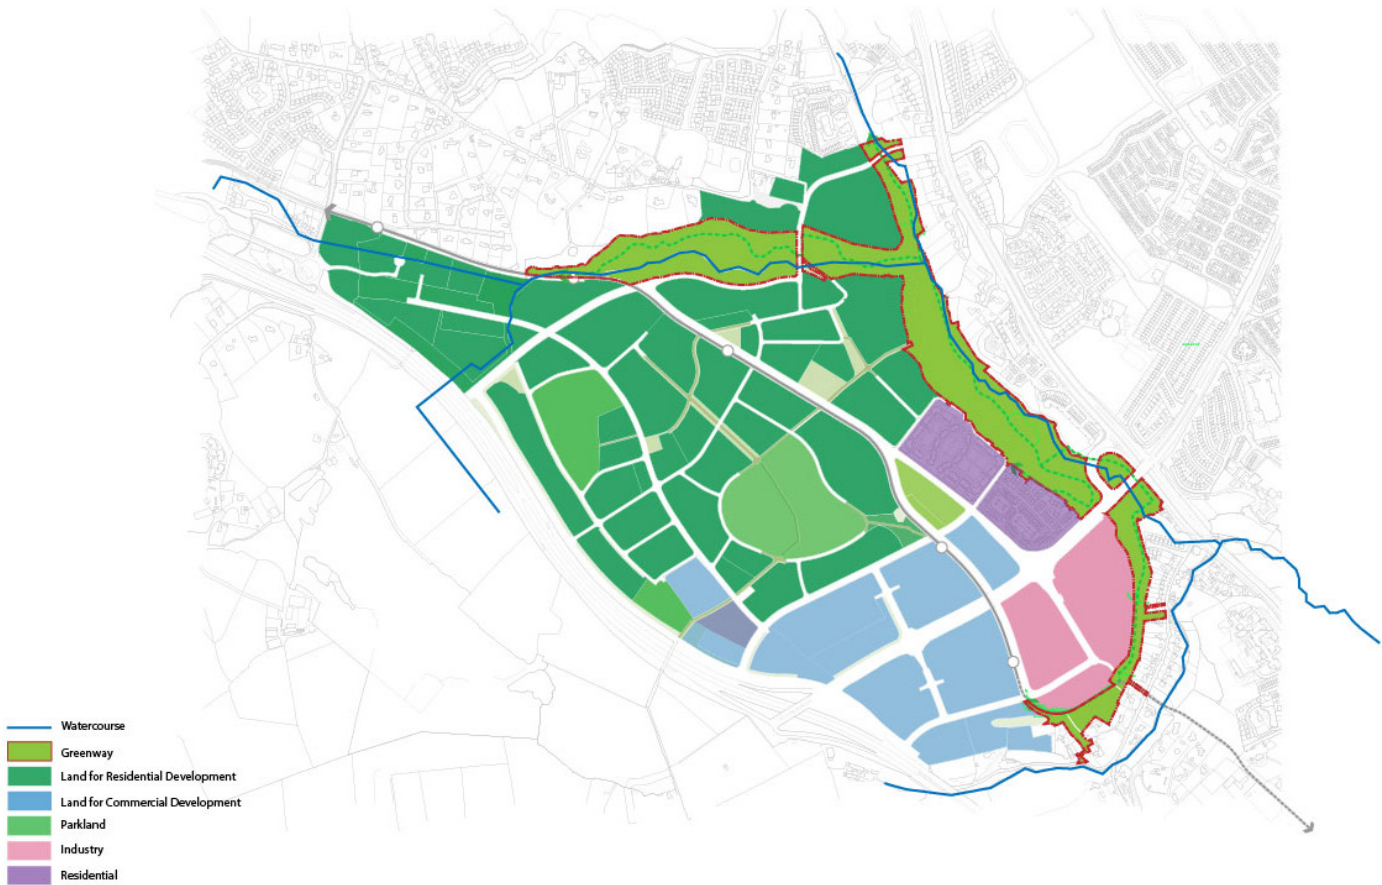 Watercourse
Greenway
Land for Residential Development
Land for Commercial Development
Parkland
Industry
Residential